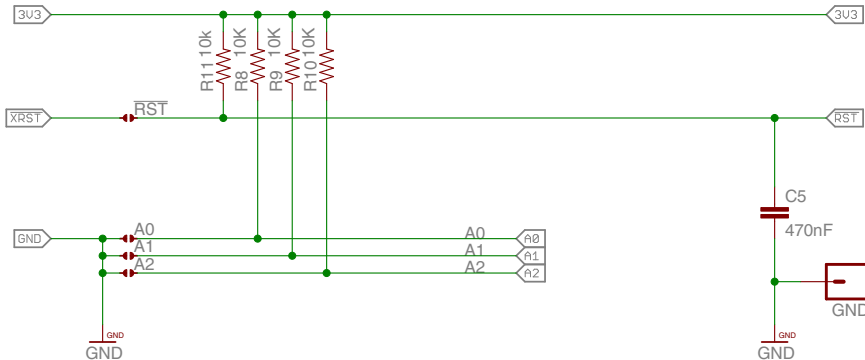 3V3
3V3
R11 10k
R8 10K
R9 10K
R10 10K
XRST
RST
RST
C5
470nF
GND
A0
A0
A0
A1
A1
A1
A2
A2
A2
GND
GND
GND
GND
GND